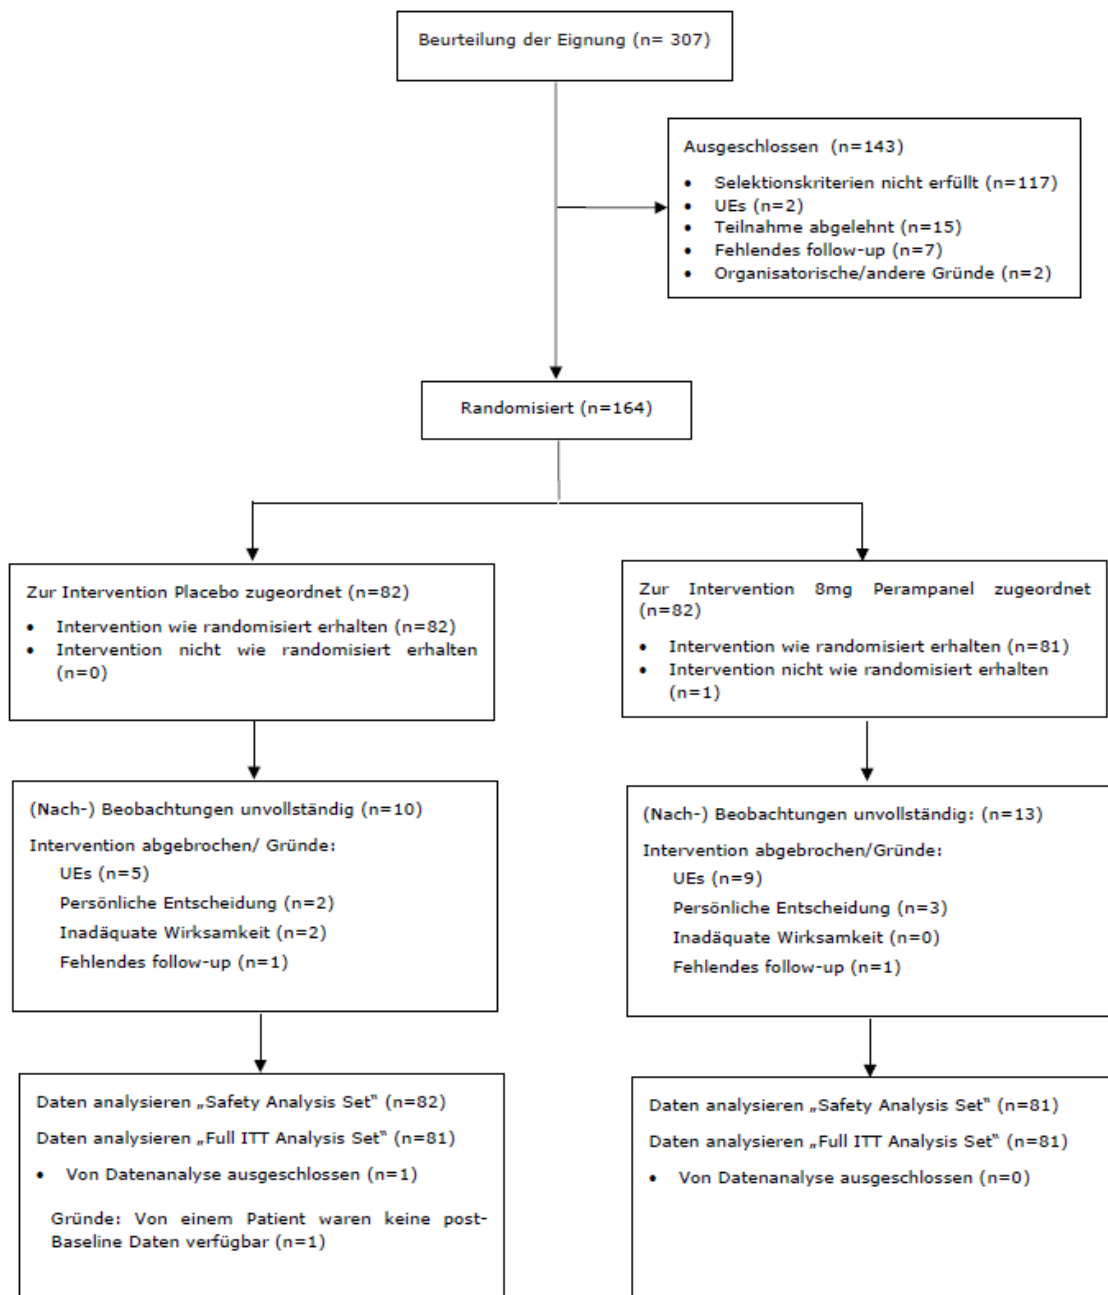 Beurteilung der Eignung (n= 307)
Ausgeschlossen (n=143)
• Selektionskriterien nicht erfüllt (n=117)
• UEs (n=2)
• Teilnahme abgelehnt (n=15)
• Fehlendes follow-up (n=7)
• Organisatorische/andere Gründe (n=2)
Randomisiert (n=164)
Zur Intervention Placebo zugeordnet (n=82)
• Intervention wie randomisiert erhalten (n=82)
• Intervention nicht wie randomisiert erhalten
(n=0)
Zur Intervention 8mg Perampanel zugeordnet
(n=82)
• Intervention wie randomisiert erhalten (n=81)
• Intervention nicht wie randomisiert erhalten
(n=1)
(Nach-) Beobachtungen unvollständig (n=10)
Intervention abgebrochen/ Gründe:
UEs (n=5)
Persönliche Entscheidung (n=2)
Inadäquate Wirksamkeit (n=2)
Fehlendes follow-up (n=1)
(Nach-) Beobachtungen unvollständig: (n=13)
Intervention abgebrochen/Gründe:
UEs (n=9)
Persönliche Entscheidung (n=3)
Inadäquate Wirksamkeit (n=0)
Fehlendes follow-up (n=1)
Daten analysieren „Safety Analysis Set“ (n=82)
Daten analysieren „Full ITT Analysis Set“ (n=81)
• Von Datenanalyse ausgeschlossen (n=1)
Gründe: Von einem Patient waren keine post-
Baseline Daten verfügbar (n=1)
Daten analysieren „Safety Analysis Set“ (n=81)
Daten analysieren „Full ITT Analysis Set“ (n=81)
• Von Datenanalyse ausgeschlossen (n=0)